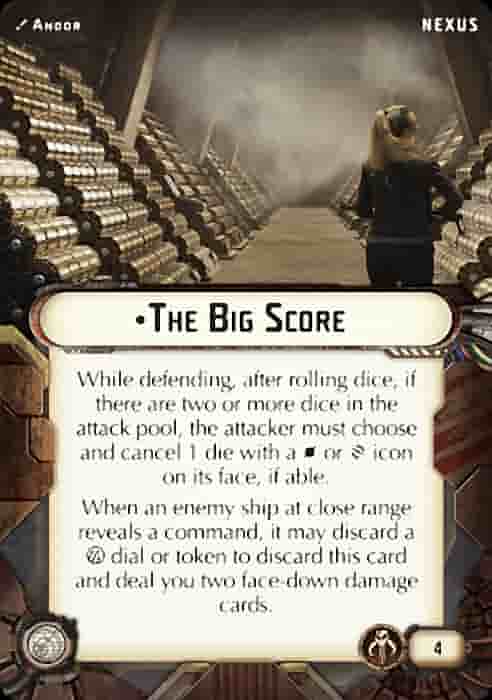 Andor
NEXUS
•The Big Score
While defending, after rolling dice, if
there are two or more dice in the
attack pool, the attacker must choose
and cancel 1 die with a or icon
on its face, if able.
When an enemy ship at close range
reveals a command, it may discard a
dial or token to discard this card
and deal you two face-down damage
cards.
4